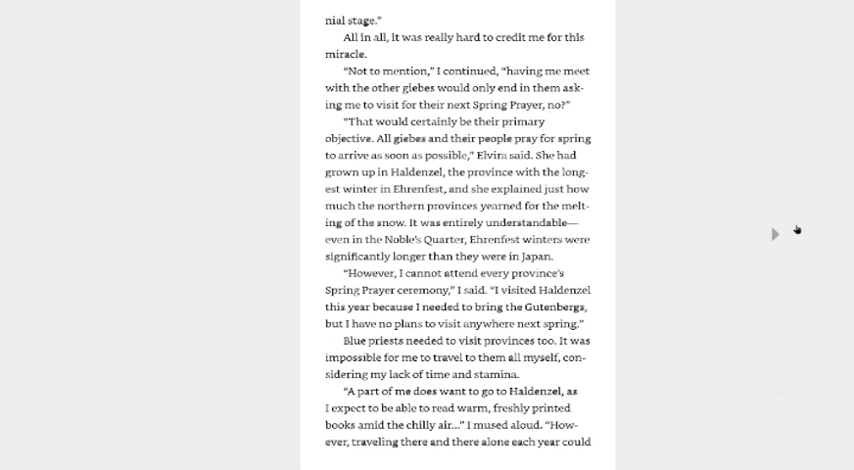 nial stage.”
All in all, it was really hard to credit me for this
miracle.
“Not to mention,” I continued, “having me meet
with the other giebes would only end in them ask-
ing me to visit for their next Spring Prayer, no?”
“That would certainly be their primary
objective. All giebes and their people pray for spring
to arrive as soon as possible,” Elvira said. She had
grown up in Haldenzel, the province with the long-
est winter in Ehrenfest, and she explained just how
much the northern provinces yearned for the melt-
ing of the snow. It was entirely understandable—
even in the Noble’s Quarter, Ehrenfest winters were
significantly longer than they were in Japan.
“However, I cannot attend every province’s
Spring Prayer ceremony,” I said. “I visited Haldenzel
this year because I needed to bring the Gutenbergs,
but I have no plans to visit anywhere next spring.”
Blue priests needed to visit provinces too. It was
impossible for me to travel to them all myself, con-
sidering my lack of time and stamina.
“A part of me does want to go to Haldenzel, as
I expect to be able to read warm, freshly printed
books amid the chilly air...” I mused aloud. “How-
ever, traveling there and there alone each year could